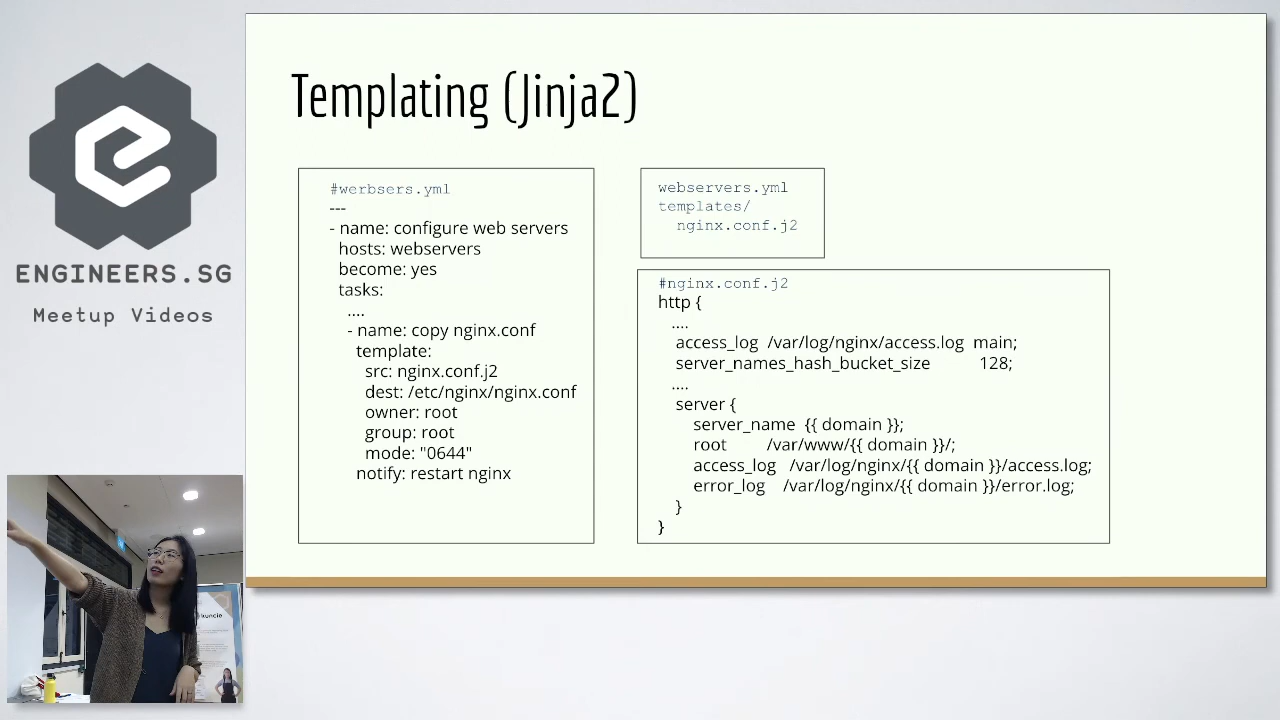 ENGINEERS.SG
Meetup Videos
Templating (Jinja2)
#werbsers.yml
---
- name: configure web servers
hosts: webservers
become: yes
tasks:
....
- name: copy nginx.conf
template:
src: nginx.conf.j2
dest: /etc/nginx/nginx.conf
owner: root
group: root
mode: "0644"
notify: restart nginx
webservers.yml
templates/
nginx.conf.j2
#nginx.conf.j2
http {
....
access_log /var/log/nginx/access.log main;
server_names_hash_bucket_size 128;
....
server {
server_name {{ domain }};
root /var/www/{{ domain }}/;
access_log /var/log/nginx/{{ domain }}/access.log;
error_log /var/log/nginx/{{ domain }}/error.log;
}
}
kuncie